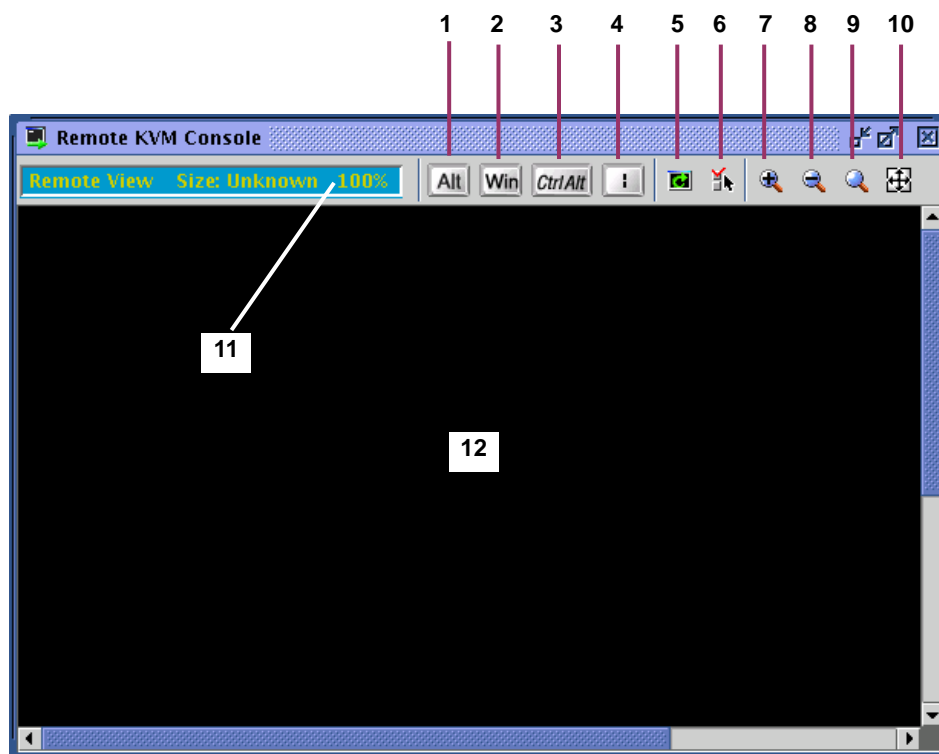 1 2 3 4 5 6 7 8 9 10
Remote KVM Console
Remote View Size: Unknown 100%
Alt Win Ctrl Alt
11
12